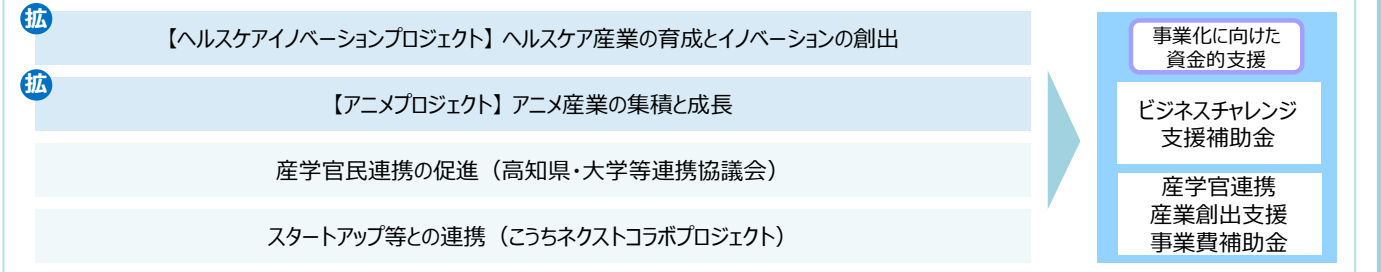 拡
【ヘルスケアイノベーションプロジェクト】 ヘルスケア産業の育成とイノベーションの創出
拡
【アニメプロジェクト】 アニメ産業の集積と成長
産学官民連携の促進（高知県・大学等連携協議会）
スタートアップ等との連携（こうちネクストコラボプロジェクト）
事業化に向けた
資金的支援
ビジネスチャレンジ
支援補助金
産学官連携
産業創出支援
事業費補助金